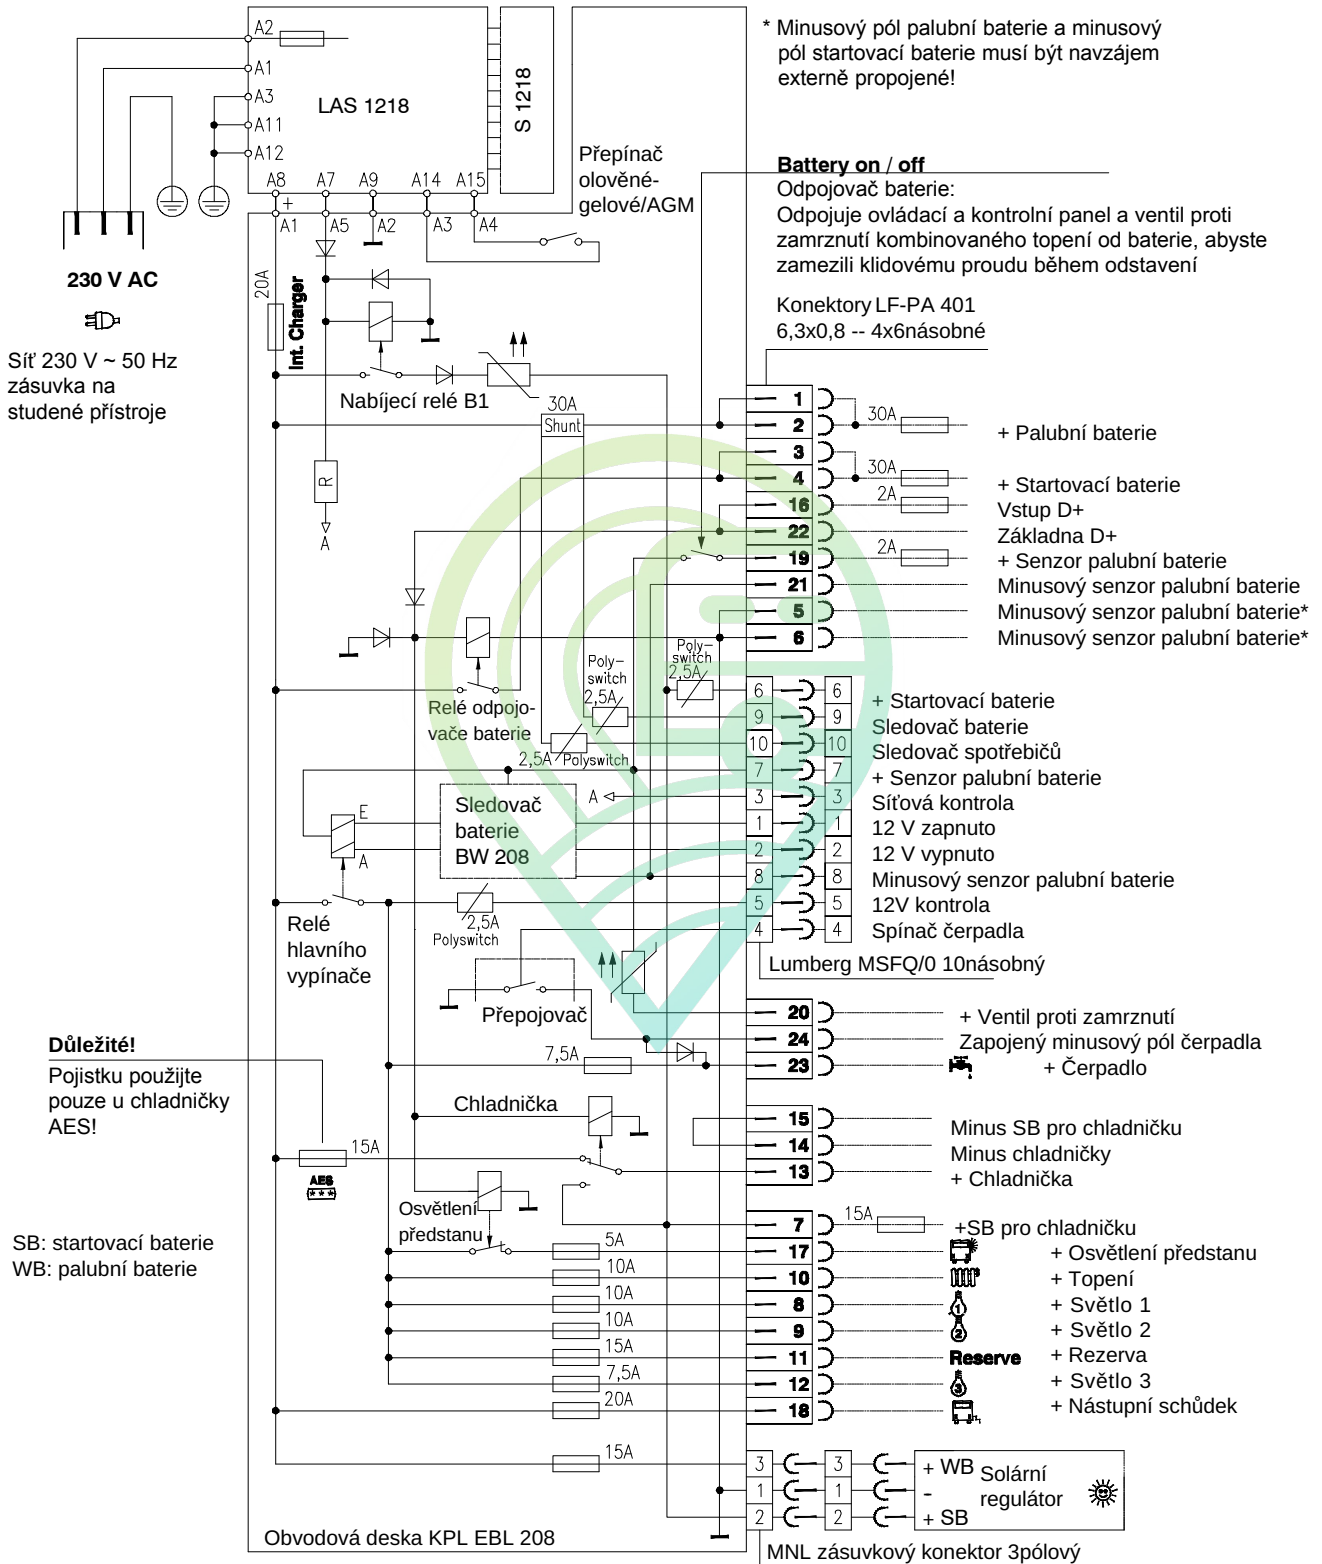 A2
A1
A3
A11
A12
LAS 1218
S 1218
A8
A7
A9
A14
A15
+
A1
A5
A2
A3
A4
* Minusový pól palubní baterie a minusový
pól startovací baterie musí být navzájem
externě propojené!
Přepínač
olověné-
gelové/AGM
Battery on / off
Odpojovač baterie:
Odpojuje ovládací a kontrolní panel a ventil proti
zamrznutí kombinovaného topení od baterie, abyste
zamezili klidovému proudu během odstavení
Konektory LF-PA 401
6,3x0,8 -- 4x6násobné
230 V AC
Síť 230 V ~ 50 Hz
zásuvka na
studené přístroje
20A
Int. Charger
Nabíjecí relé B1
30A
Shunt
R
A
1
2
30A
+ Palubní baterie
3
4
30A
+ Startovací baterie
16
2A
Vstup D+
22
Základna D+
19
2A
+ Senzor palubní baterie
21
Minusový senzor palubní baterie
5
Minusový senzor palubní baterie*
6
Minusový senzor palubní baterie*
Poly-
switch
2,5A
Poly-
switch
2,5A
2,5A
Polyswitch
Relé odpojo-
vače baterie
6
6
+ Startovací baterie
9
9
Sledovač baterie
10
10
Sledovač spotřebičů
7
7
+ Senzor palubní baterie
A
3
3
Síťová kontrola
1
1
12 V zapnuto
2
2
12 V vypnuto
8
8
Minusový senzor palubní baterie
5
5
12V kontrola
4
4
Spínač čerpadla
Lumberg MSFQ/0 10násobný
Sledovač
baterie
BW 208
E
A
2,5A
Polyswitch
Relé
hlavního
vypínače
Přepojovač
20
+ Ventil proti zamrznutí
24
Zapojený minusový pól čerpadla
7,5A
23
+ Čerpadlo
Důležité!
Pojistku použijte
pouze u chladničky
AES!
15A
AES
***
Chladnička
15
Minus SB pro chladničku
14
Minus chladničky
13
+ Chladnička
Osvětlení
předstanu
7
15A
+SB pro chladničku
5A
17
+ Osvětlení předstanu
10A
10
+ Topení
10A
8
1
+ Světlo 1
10A
9
2
+ Světlo 2
15A
11
Reserve
+ Rezerva
7,5A
12
3
+ Světlo 3
20A
18
+ Nástupní schůdek
SB: startovací baterie
WB: palubní baterie
15A
3
3
+ WB
1
1
-
2
2
+ SB
Solární
regulátor
Obvodová deska KPL EBL 208
MNL zásuvkový konektor 3pólový